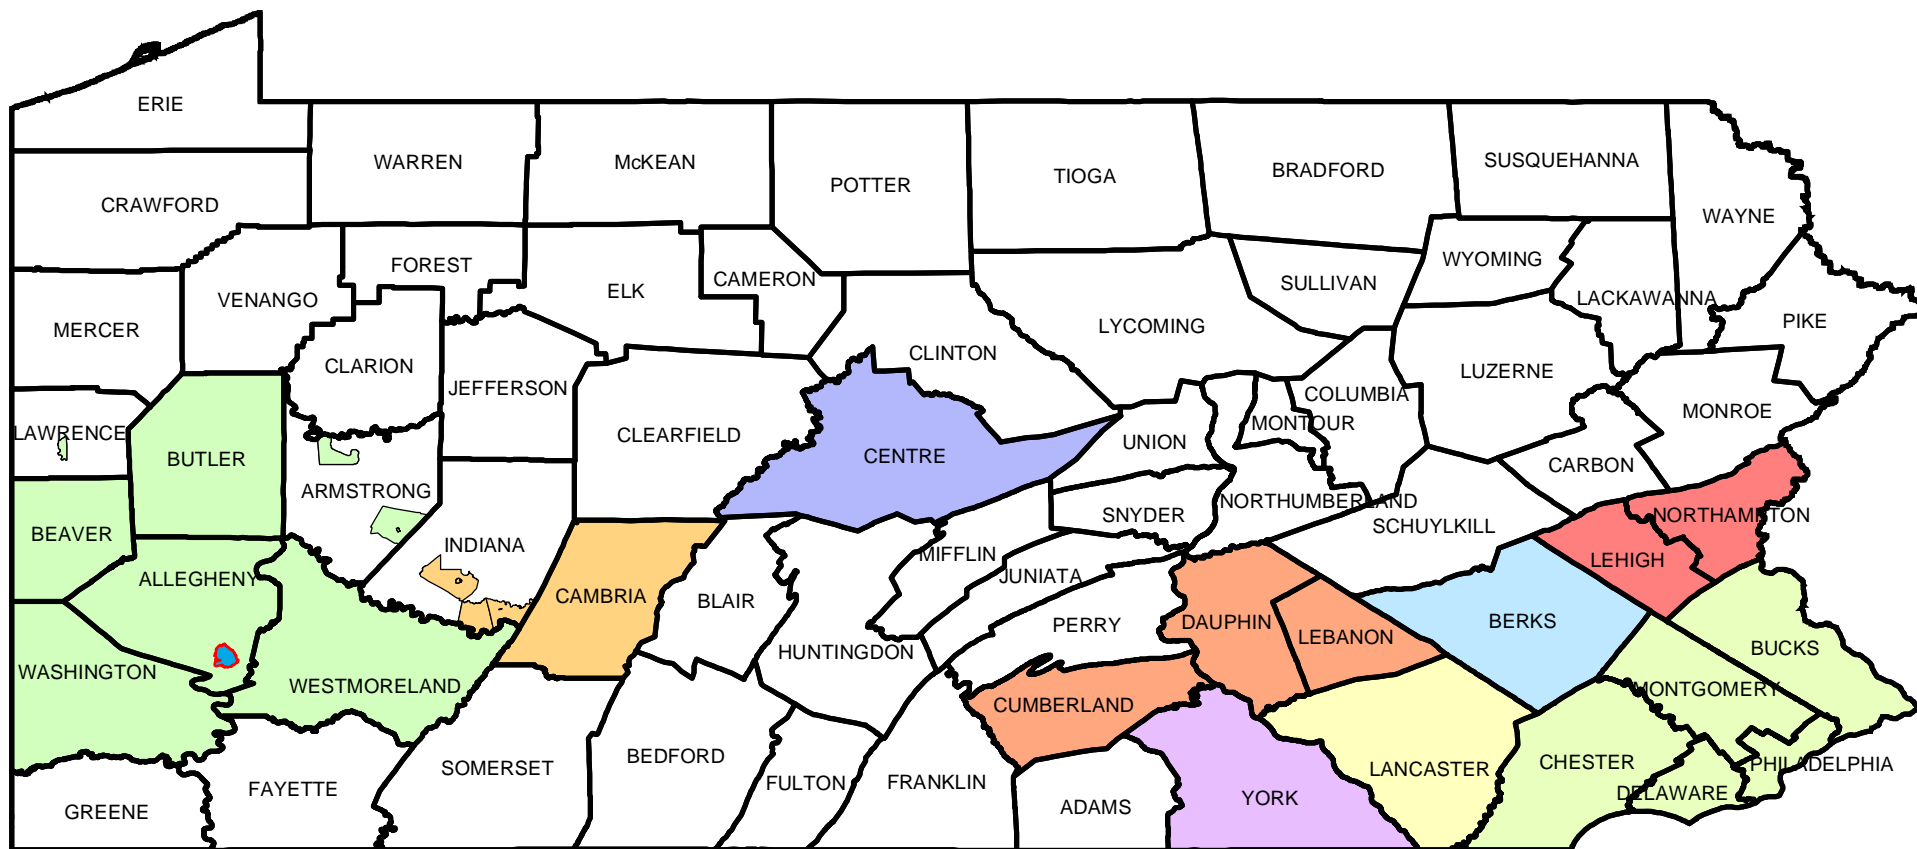 ERIE
WARREN
McKEAN
POTTER
TIOGA
BRADFORD
SUSQUEHANNA
CRAWFORD
WAYNE
FOREST
VENANGO
ELK
CAMERON
SULLIVAN
WYOMING
LACKAWANNA
MERCER
LYCOMING
PIKE
CLARION
CLINTON
JEFFERSON
LUZERNE
COLUMBIA
MONROE
LAWRENCE
CLEARFIELD
UNION
MONTOUR
BUTLER
CENTRE
CARBON
ARMSTRONG
NORTHUMBERLAND
SNYDER
SCHUYLKILL
NORTHAMPTON
BEAVER
INDIANA
MIFFLIN
LEHIGH
ALLEGHENY
JUNIATA
CAMBRIA
BLAIR
PERRY
DAUPHIN
LEBANON
BERKS
BUCKS
HUNTINGDON
WASHINGTON
WESTMORELAND
MONTGOMERY
CUMBERLAND
BEDFORD
SOMERSET
CHESTER
PHILADELPHIA
LANCASTER
FAYETTE
FULTON
FRANKLIN
DELAWARE
YORK
ADAMS
GREENE